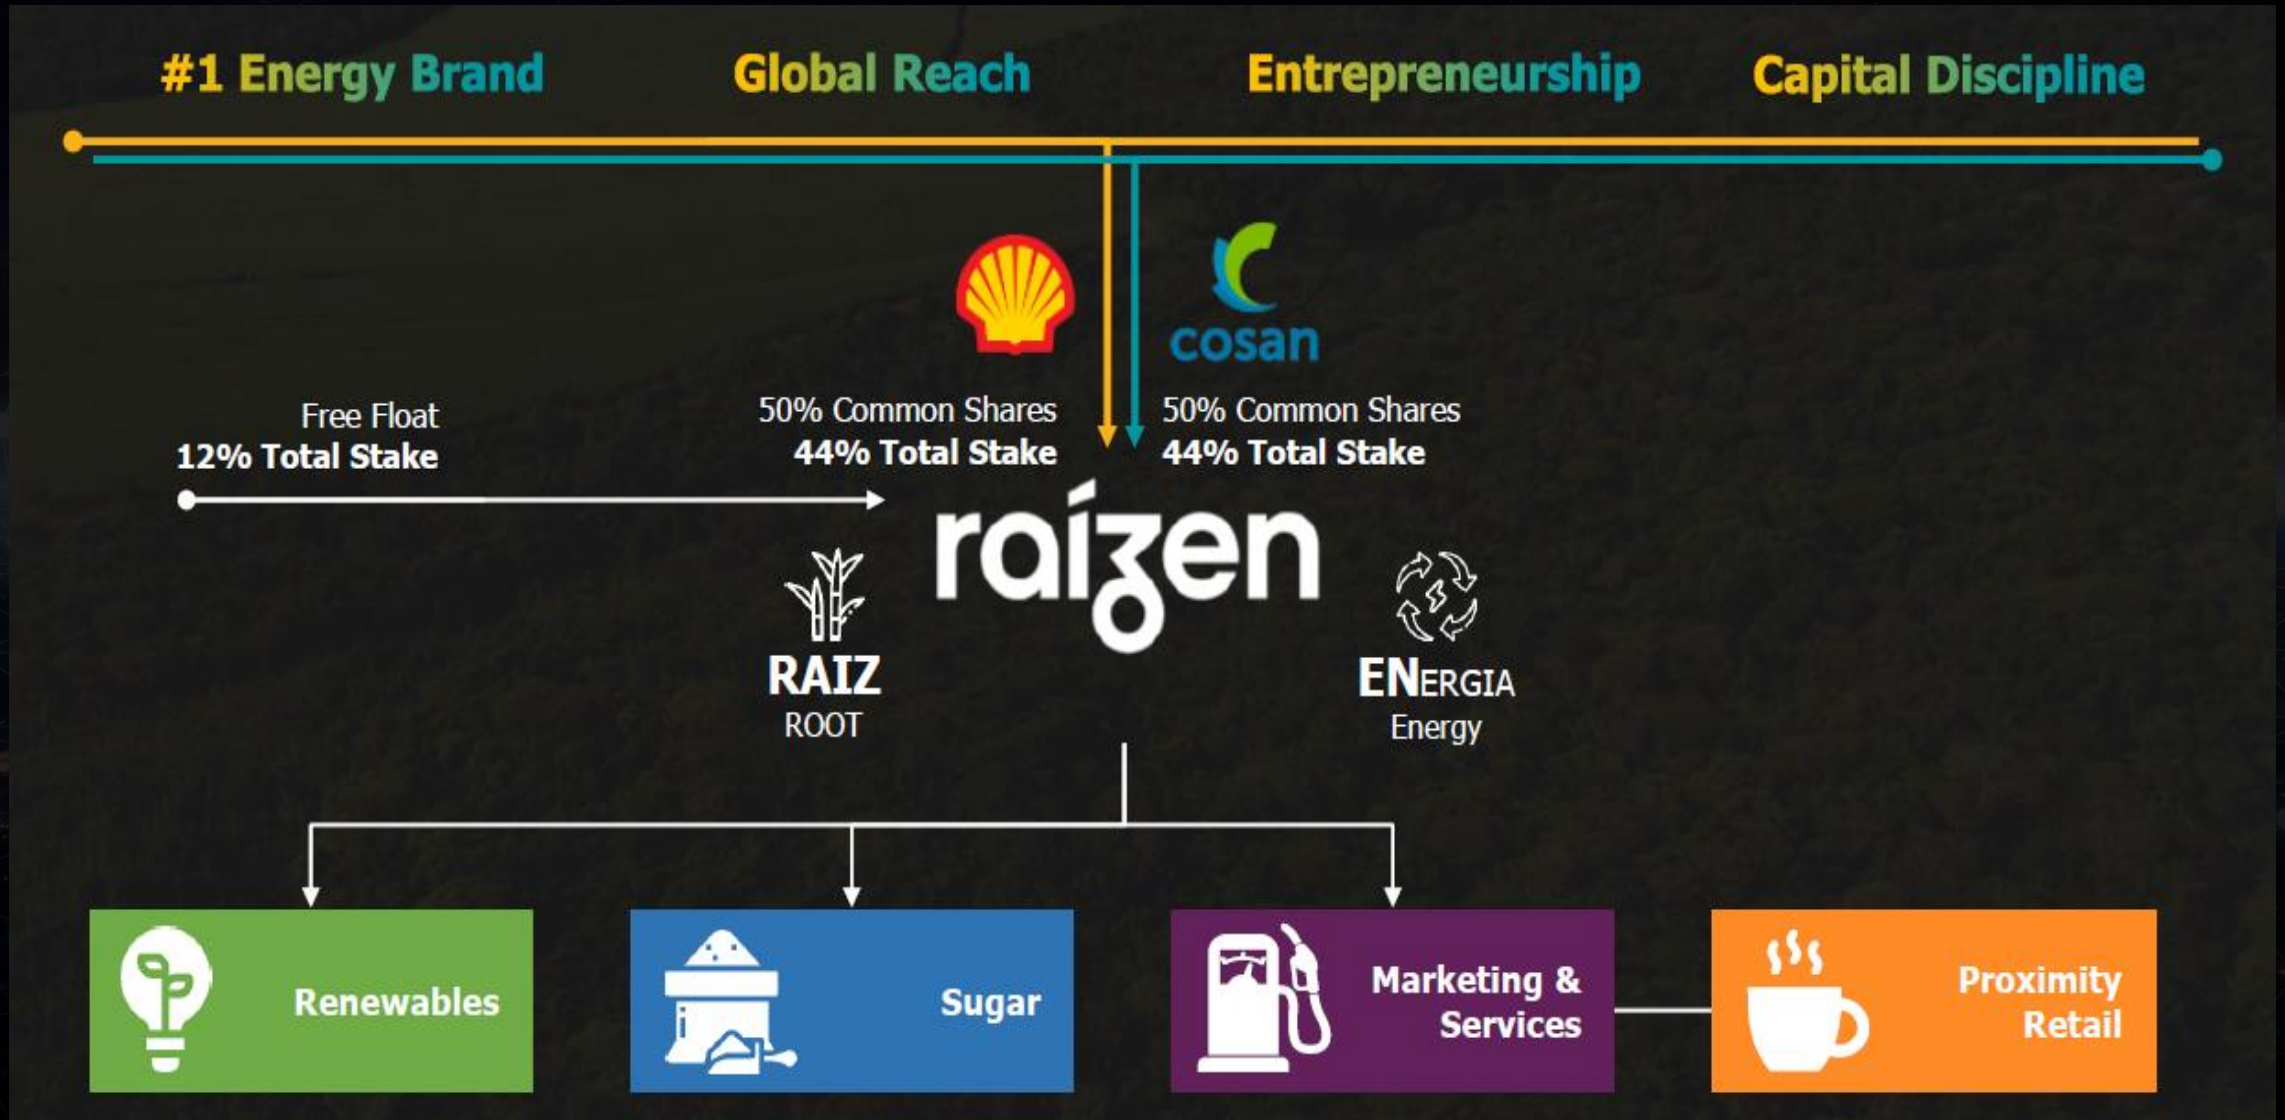 #1 Energy Brand
Global Reach
Entrepreneurship
Capital Discipline
cosan
Free Float
12% Total Stake
50% Common Shares
44% Total Stake
50% Common Shares
44% Total Stake
raízen
RAIZ
ROOT
ENERGIA
Energy
Renewables
Sugar
Marketing &
Services
Proximity
Retail